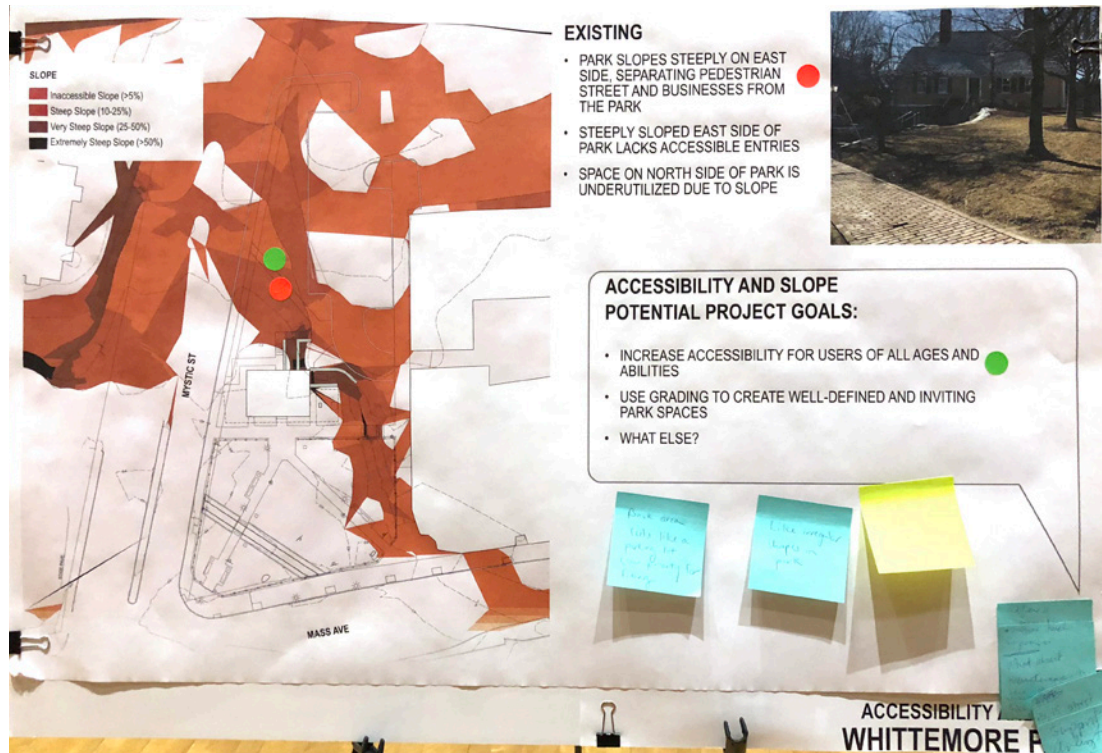 SLOPE
Inaccessible Slope (>5%)
Steep Slope (10-25%)
Very Steep Slope (25-50%)
Extremely Steep Slope (>50%)
MYSTIC ST
MASS AVE
EXISTING
• PARK SLOPES STEEPLY ON EAST
SIDE, SEPARATING PEDESTRIAN
STREET AND BUSINESSES FROM
THE PARK
• STEEPLY SLOPED EAST SIDE OF
PARK LACKS ACCESSIBLE ENTRIES
• SPACE ON NORTH SIDE OF PARK IS
UNDERUTILIZED DUE TO SLOPE
ACCESSIBILITY AND SLOPE
POTENTIAL PROJECT GOALS:
• INCREASE ACCESSIBILITY FOR USERS OF ALL AGES AND
ABILITIES
• USE GRADING TO CREATE WELL-DEFINED AND INVITING
PARK SPACES
• WHAT ELSE?
like a
Like irregular
park
ACCESSIBILITY
WHITTEMORE